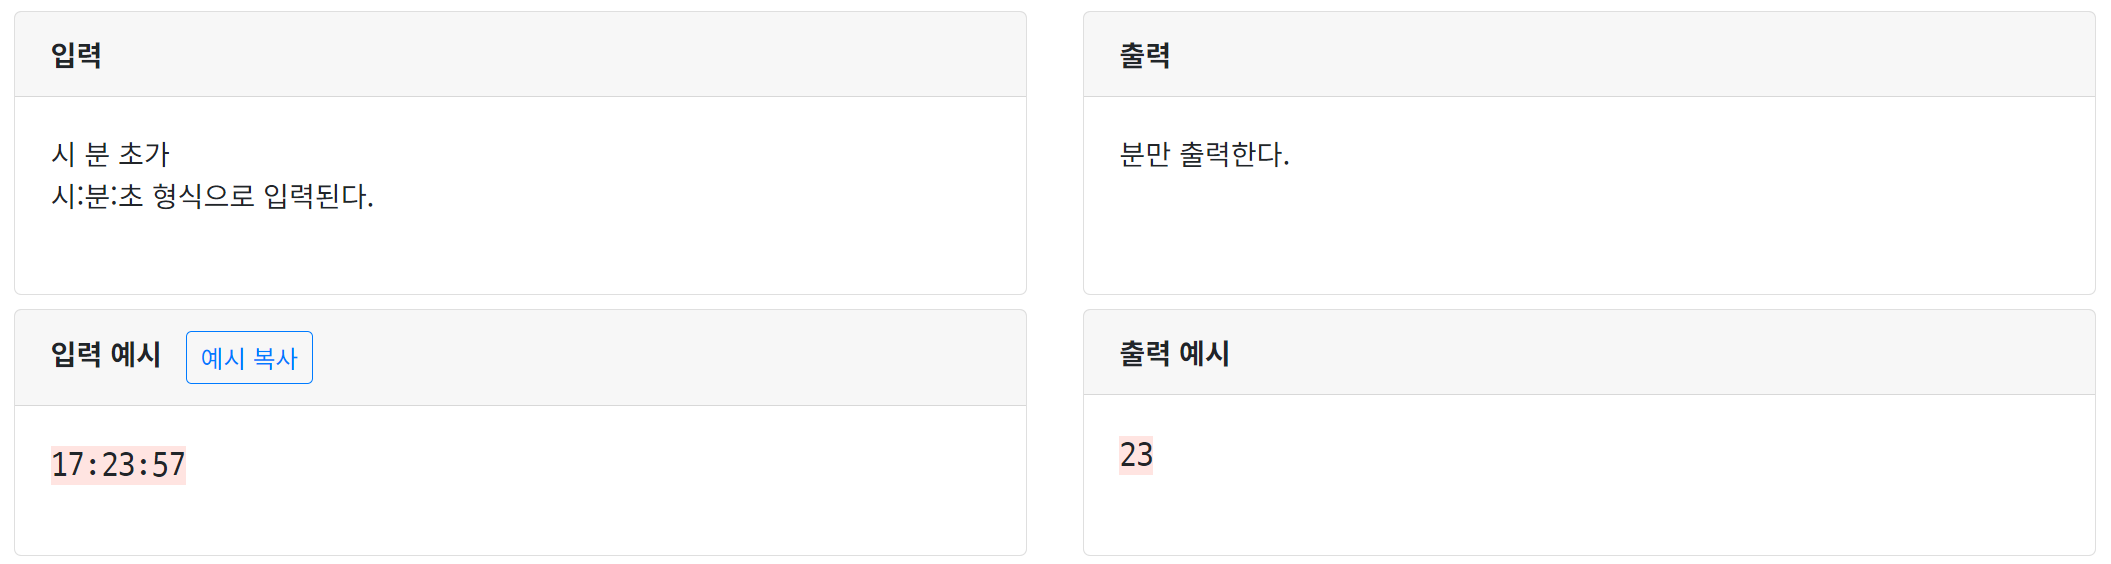 입력
시 분 초가
시:분:초 형식으로 입력된다.
출력
분만 출력한다.
입력 예시 예시 복사
17:23:57
출력 예시
23